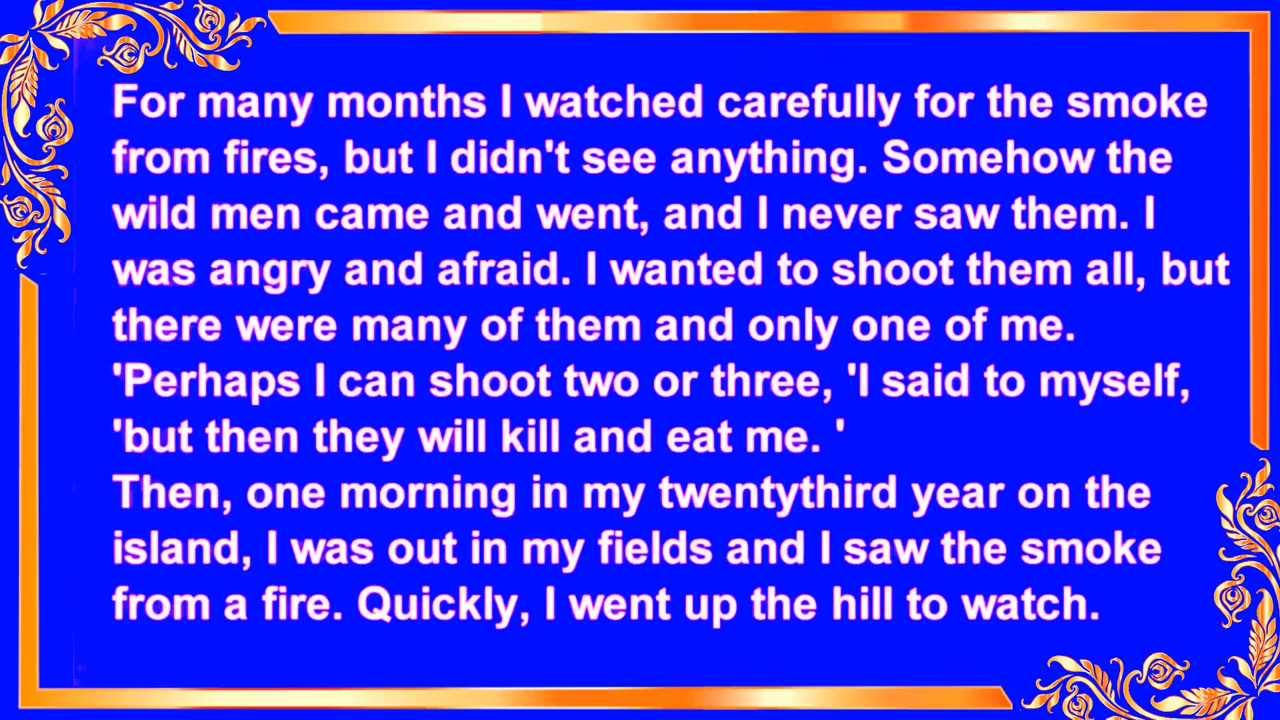 For many months I watched carefully for the smoke
from fires, but I didn't see anything. Somehow the
wild men came and went, and I never saw them. I
was angry and afraid. I wanted to shoot them all, but
there were many of them and only one of me.
'Perhaps I can shoot two or three, 'I said to myself,
'but then they will kill and eat me. '
Then, one morning in my twentythird year on the
island, I was out in my fields and I saw the smoke
from a fire. Quickly, I went up the hill to watch.